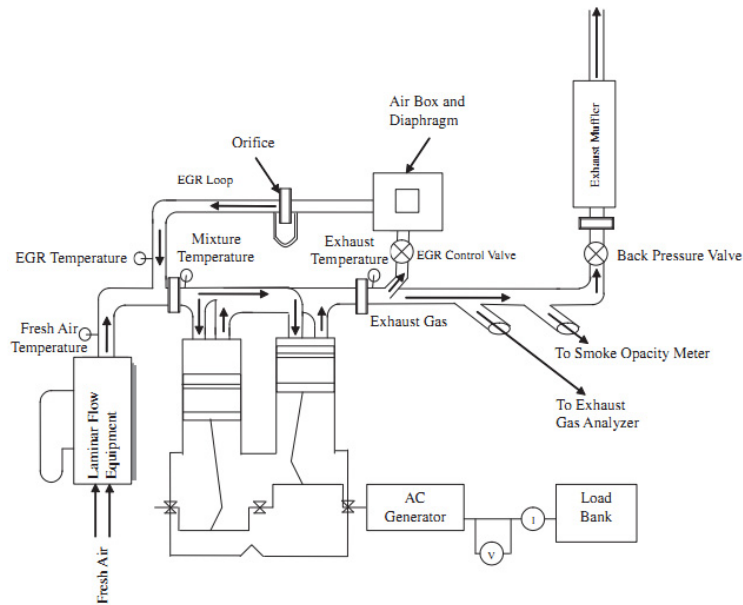 Air Box and
Diaphragm
Exhaust Muffler
Orifice
EGR Loop
Mixture
Temperature
Exhaust
Temperature
EGR Control Valve
EGR Temperature
Back Pressure Valve
Fresh Air
Temperature
Exhaust Gas
To Smoke Opacity Meter
To Exhaust
Gas Analyzer
Laminar Flow
Equipment
AC
Generator
I
V
Load
Bank
Fresh Air